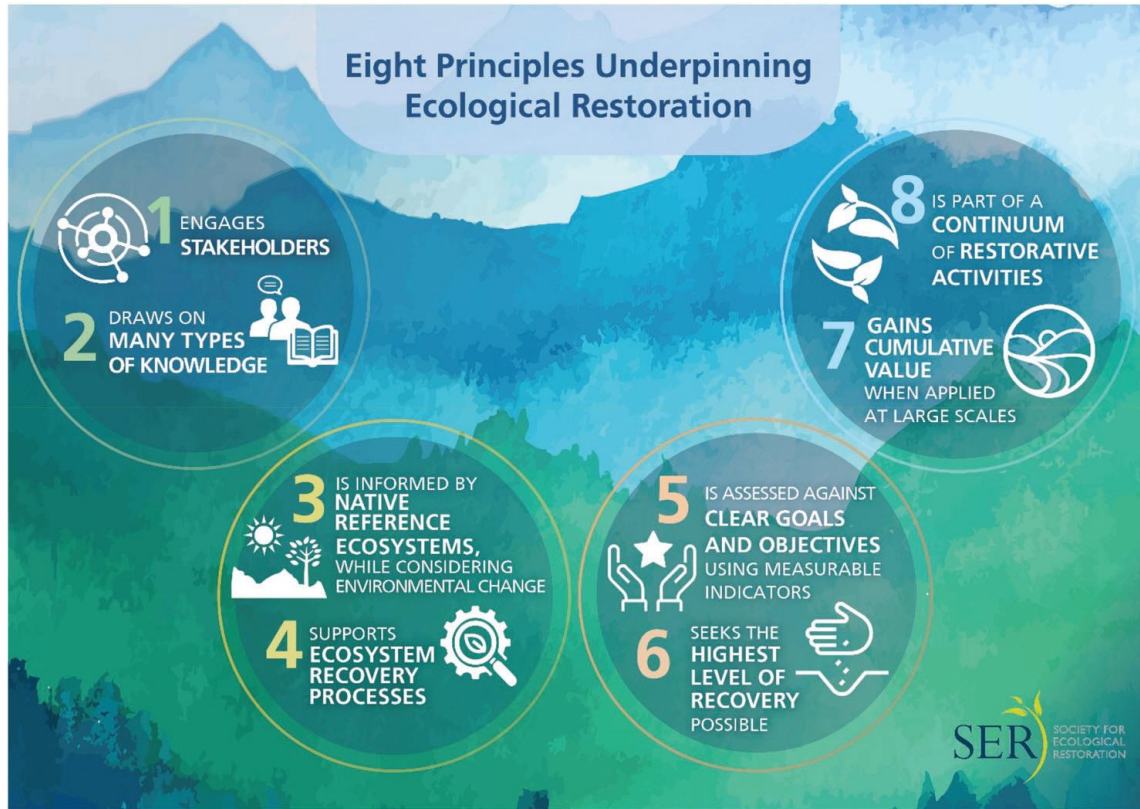 Eight Principles Underpinning
Ecological Restoration
1 ENGAGES
STAKEHOLDERS
2 DRAWS ON
MANY TYPES
OF KNOWLEDGE
3 IS INFORMED BY
NATIVE
REFERENCE
ECOSYSTEMS,
WHILE CONSIDERING
ENVIRONMENTAL CHANGE
4 SUPPORTS
ECOSYSTEM
RECOVERY
PROCESSES
5 IS ASSESSED AGAINST
CLEAR GOALS
AND OBJECTIVES
USING MEASURABLE
INDICATORS
6 SEEKS THE
HIGHEST
LEVEL OF
RECOVERY
POSSIBLE
7 GAINS
CUMULATIVE
VALUE
WHEN APPLIED
AT LARGE SCALES
8 IS PART OF A
CONTINUUM
OF RESTORATIVE
ACTIVITIES
SER
SOCIETY FOR
ECOLOGICAL
RESTORATION